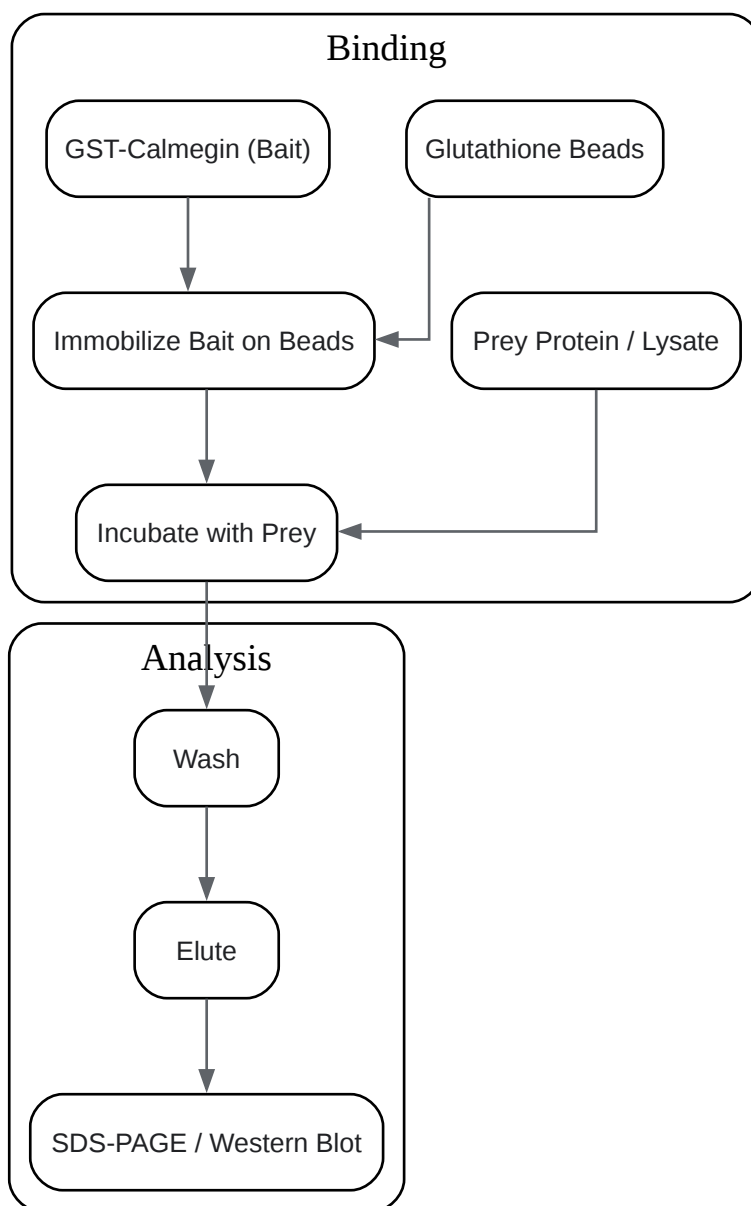 Binding
GST-Calmegin (Bait)
Glutathione Beads
Immobilize Bait on Beads
Prey Protein / Lysate
Incubate with Prey
Analysis
Wash
Elute
SDS-PAGE / Western Blot